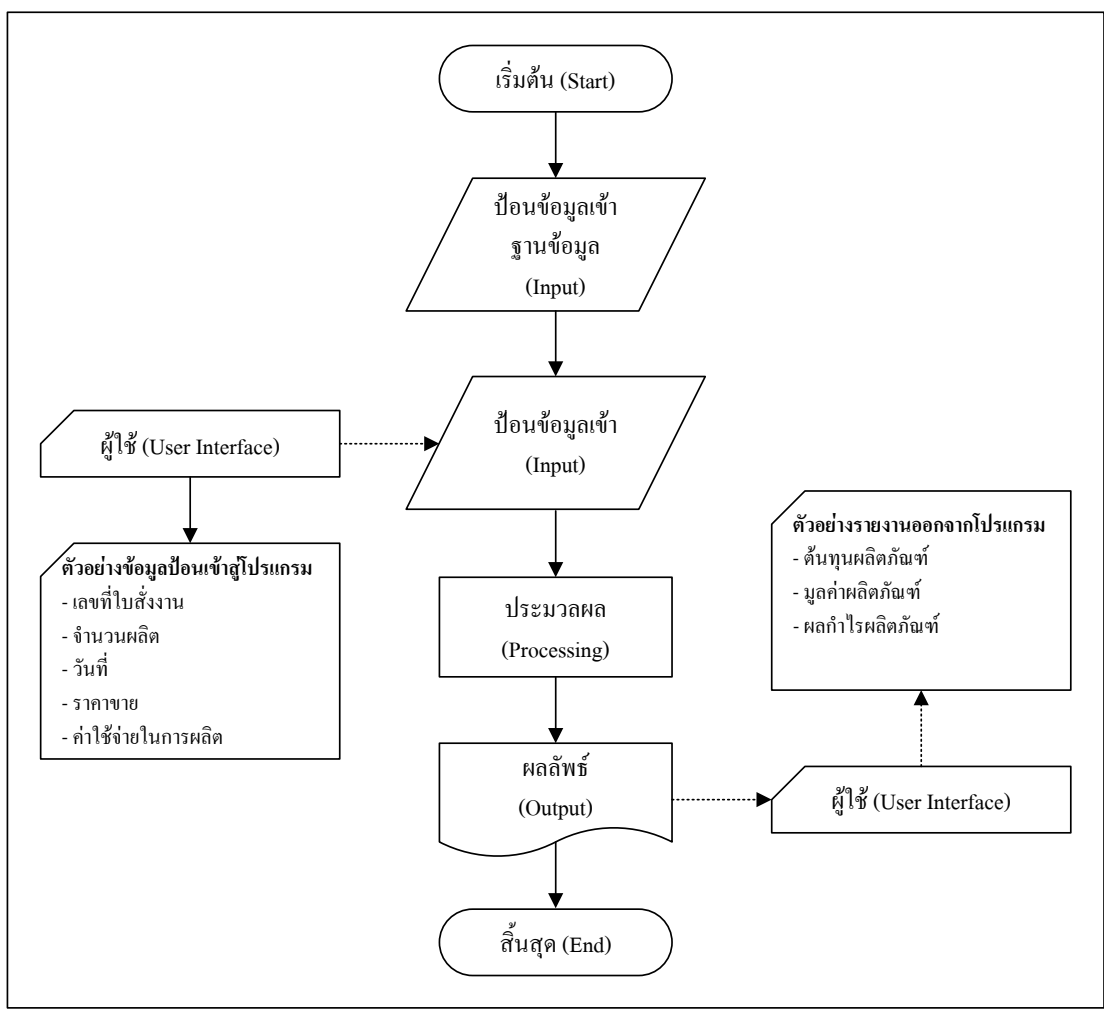 เริ่มต้น (Start)
ป้อนข้อมูลเข้า
ฐานข้อมูล
(Input)
ป้อนข้อมูลเข้า
(Input)
ผู้ใช้ (User Interface)
ตัวอย่างข้อมูลป้อนเข้าสู่โปรแกรม
- เลขที่ใบสั่งงาน
- จำนวนผลิต
- วันที่
- ราคาขาย
- ค่าใช้จ่ายในการผลิต
ประมวลผล
(Processing)
ผลลัพธ์
(Output)
ผู้ใช้ (User Interface)
ตัวอย่างรายงานออกจากโปรแกรม
- ต้นทุนผลิตภัณฑ์
- มูลค่าผลิตภัณฑ์
- ผลกำไรผลิตภัณฑ์
สิ้นสุด (End)